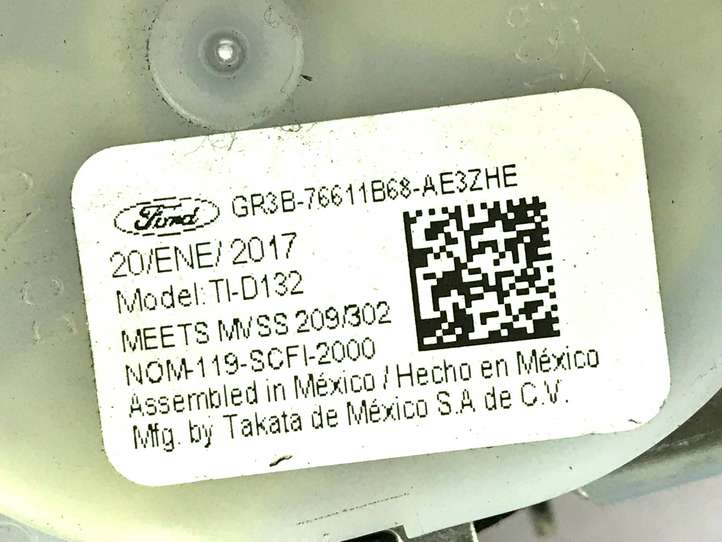 Ford GR3B-76611B68-AE3ZHE
20/ENE/ 2017
Model: TI-D132
MEETS MVSS 209/302
NOM-119-SCFI-2000
Assembled in México / Hecho en México
Mfg. by Takata de México S.A de C.V.